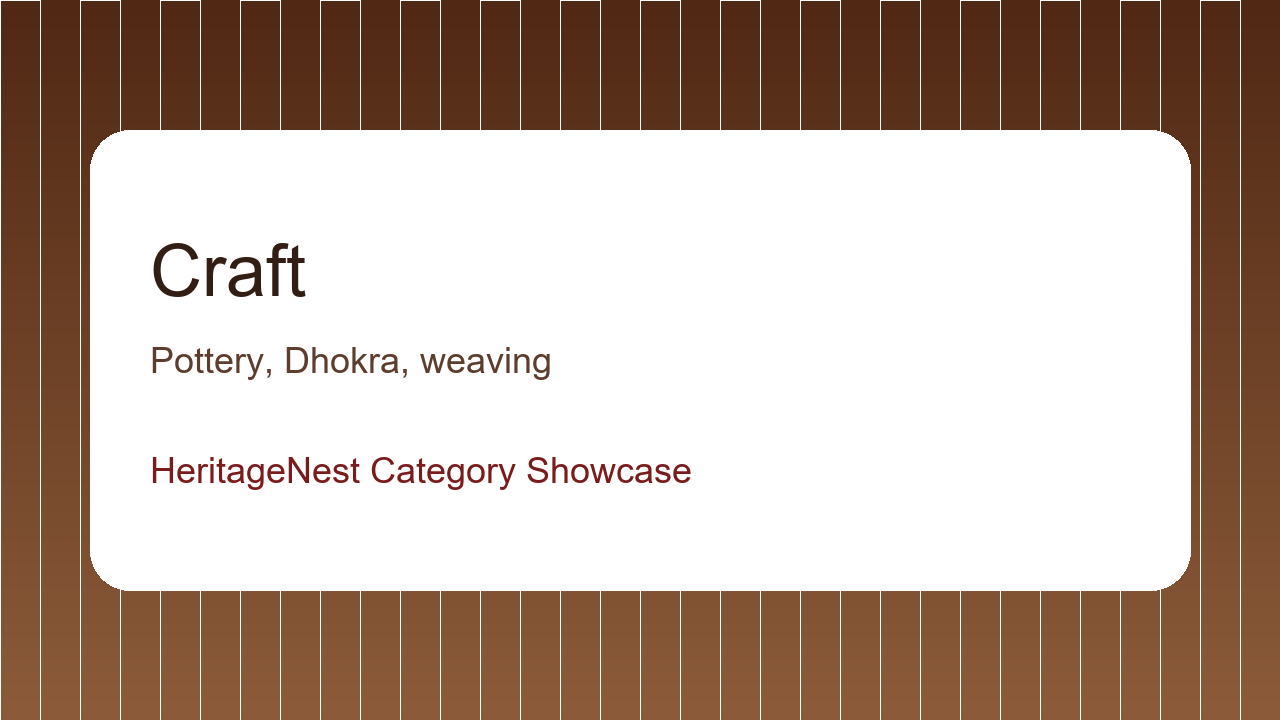 Craft
Pottery, Dhokra, weaving
HeritageNest Category Showcase